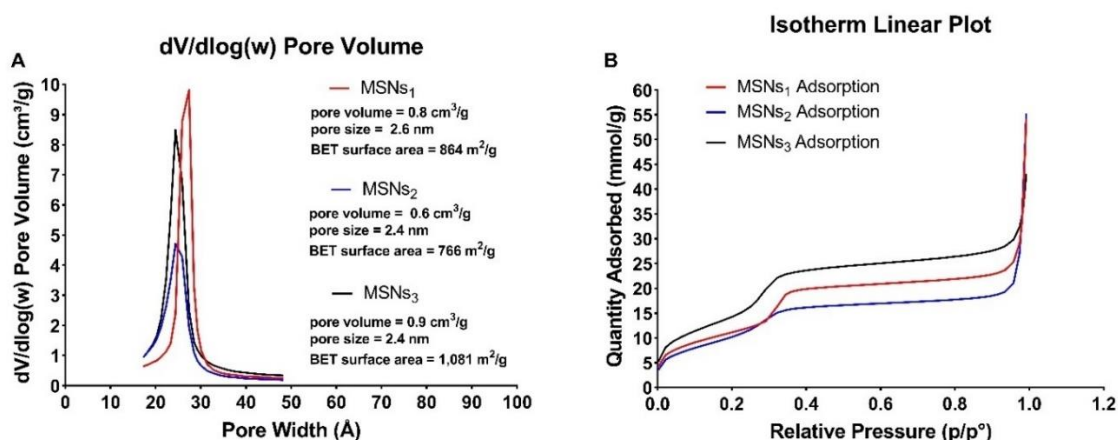 A
dV/dlog(w) Pore Volume
dV/dlog(w) Pore Volume (cm³/g)
10
9
8
7
6
5
4
3
2
1
0
0 10 20 30 40 50 60 70 80 90 100
Pore Width (Å)
MSNs₁
pore volume = 0.8 cm³/g
pore size = 2.6 nm
BET surface area = 864 m²/g
MSNs₂
pore volume = 0.6 cm³/g
pore size = 2.4 nm
BET surface area = 766 m²/g
MSNs₃
pore volume = 0.9 cm³/g
pore size = 2.4 nm
BET surface area = 1,081 m²/g
Isotherm Linear Plot
B
MSNs₁ Adsorption
MSNs₂ Adsorption
MSNs₃ Adsorption
Quantity Adsorbed (mmol/g)
60
55
50
45
40
35
30
25
20
15
10
5
0
0.0 0.2 0.4 0.6 0.8 1.0 1.2
Relative Pressure (p/p°)